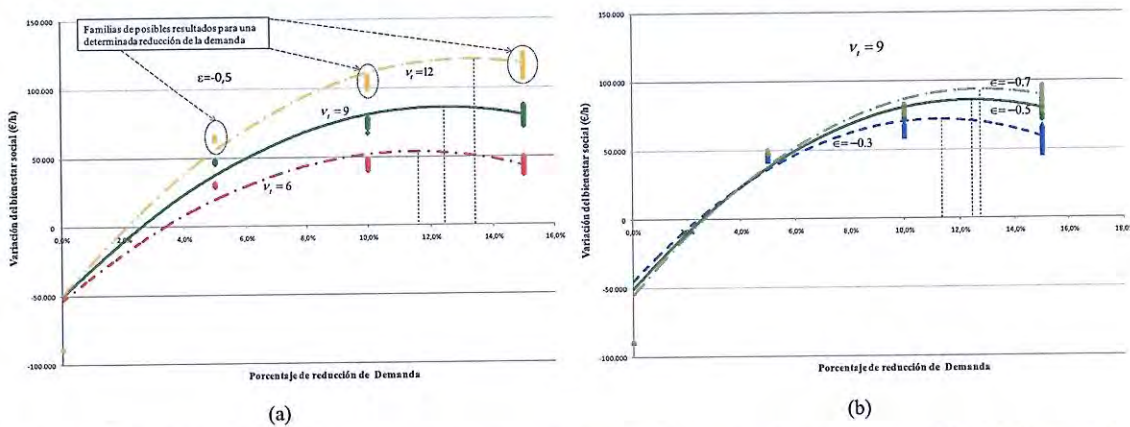 150.000
Familias de posibles resultados para una
determinada reducción de la demanda
ε=-0,5
ν_t=12
100.000
ν_t=9
50.000
ν_t=6
0
0,0%
2,0%
4,0%
6,0%
8,0%
10,0%
12,0%
14,0%
16,0%
-50.000
-100.000
Variación del bienestar social (€/h)
Porcentaje de reducción de Demanda
(a)
150.000
ν_t = 9
100.000
ϵ=-0.7
ϵ=-0.5
50.000
ϵ=-0.3
0
0,0%
2,0%
4,0%
6,0%
8,0%
10,0%
12,0%
14,0%
16,0%
-50.000
-100.000
Variación del bienestar social (€/h)
Porcentaje de reducción de Demanda
(b)